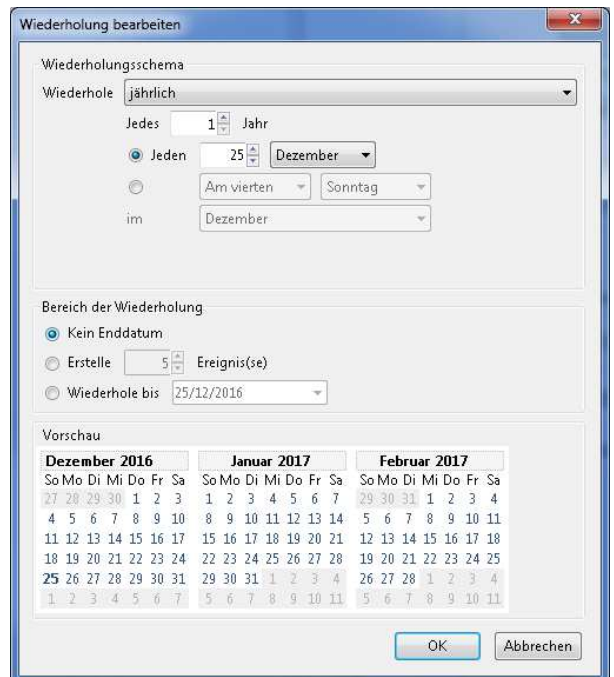 Wiederholung bearbeiten
Wiederholungsschema
Wiederhole jährlich
Jedes 1 Jahr
Jeden 25 Dezember
Am vierten Sonntag
im Dezember
Bereich der Wiederholung
Kein Enddatum
Erstelle 5 Ereignis(se)
Wiederhole bis 25/12/2016
Vorschau
Dezember 2016 Januar 2017 Februar 2017
So Mo Di Mi Do Fr Sa So Mo Di Mi Do Fr Sa So Mo Di Mi Do Fr Sa
27 28 29 30 1 2 3 1 2 3 4 5 6 7 29 30 31 1 2 3 4
4 5 6 7 8 9 10 8 9 10 11 12 13 14 5 6 7 8 9 10 11
11 12 13 14 15 16 17 15 16 17 18 19 20 21 12 13 14 15 16 17 18
18 19 20 21 22 23 24 22 23 24 25 26 27 28 19 20 21 22 23 24 25
25 26 27 28 29 30 31 29 30 31 1 2 3 4 26 27 28 1 2 3 4
1 2 3 4 5 6 7 5 6 7 8 9 10 11 5 6 7 8 9 10 11
OK Abbrechen